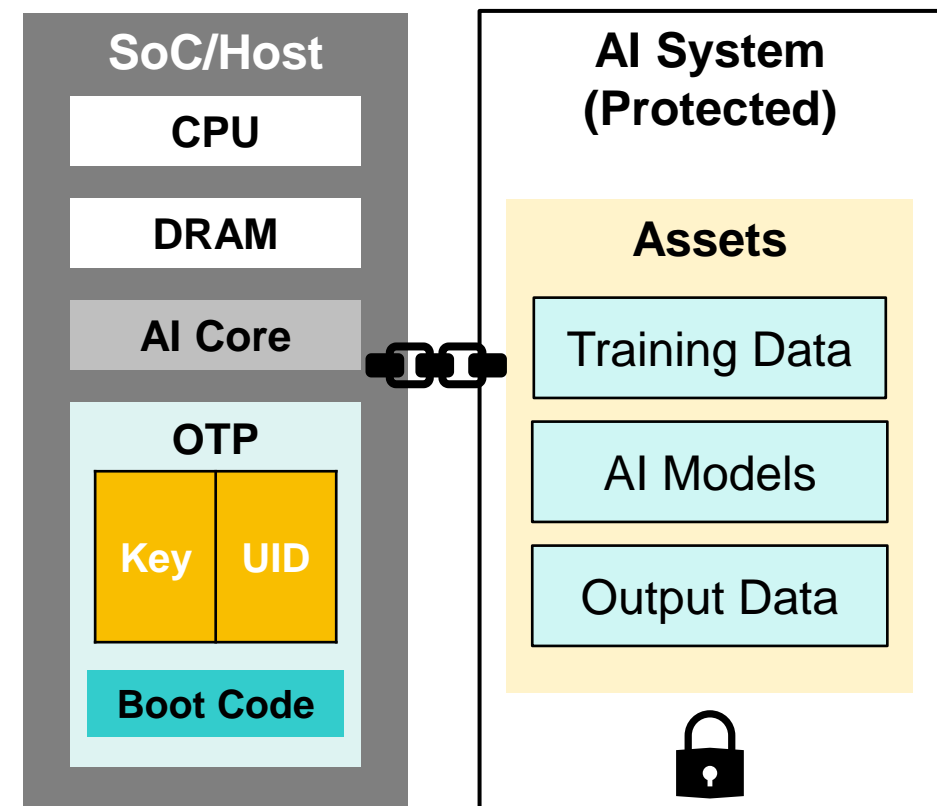 SoC/Host
CPU
DRAM
AI Core
OTP
Key
UID
Boot Code
AI System
(Protected)
Assets
Training Data
AI Models
Output Data